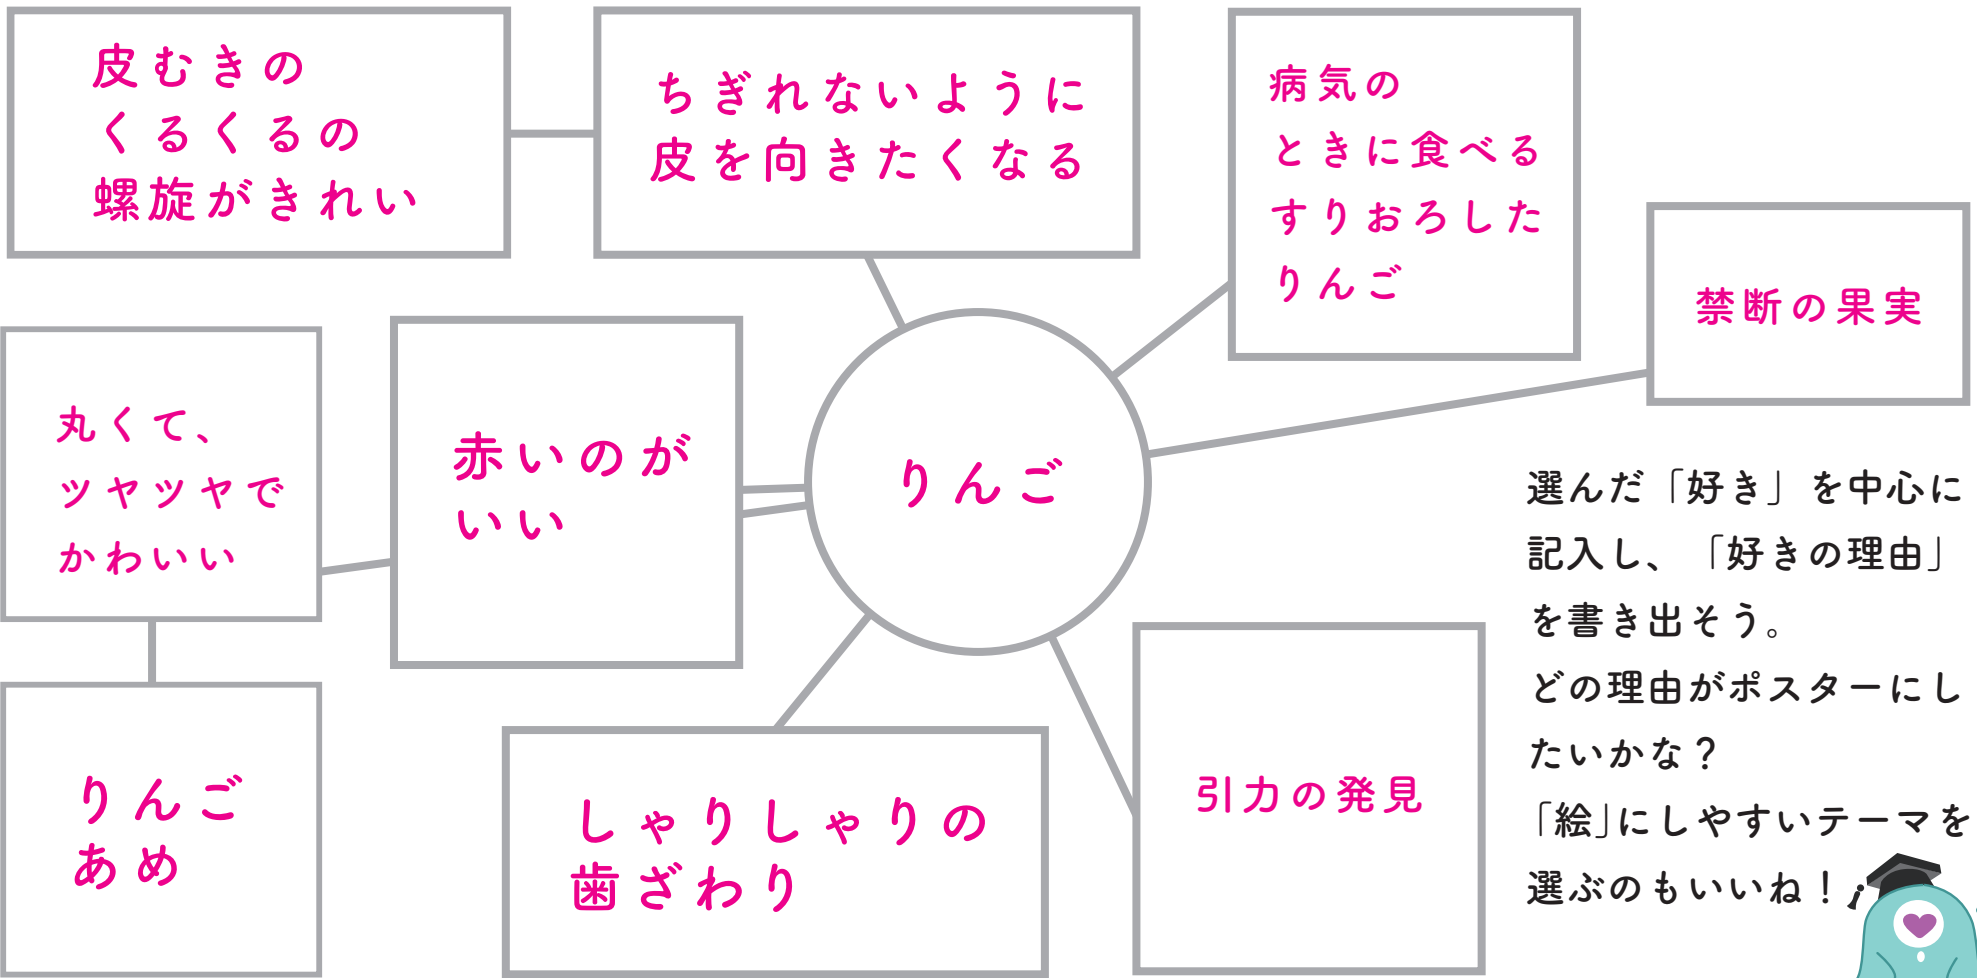 皮むきの
くるくるの
螺旋がきれい
ちぎれないように
皮を向きたくなる
病気の
ときに食べる
すりおろした
りんご
禁断の果実
丸くて、
ツヤツヤで
かわいい
赤いのが
いい
りんご
りんご
あめ
しゃりしゃりの
歯ざわり
引力の発見
選んだ「好き」を中心に
記入し、「好きの理由」
を書き出そう。
どの理由がポスターにし
たいかな？
「絵」にしやすいテーマを
選ぶのもいいね！